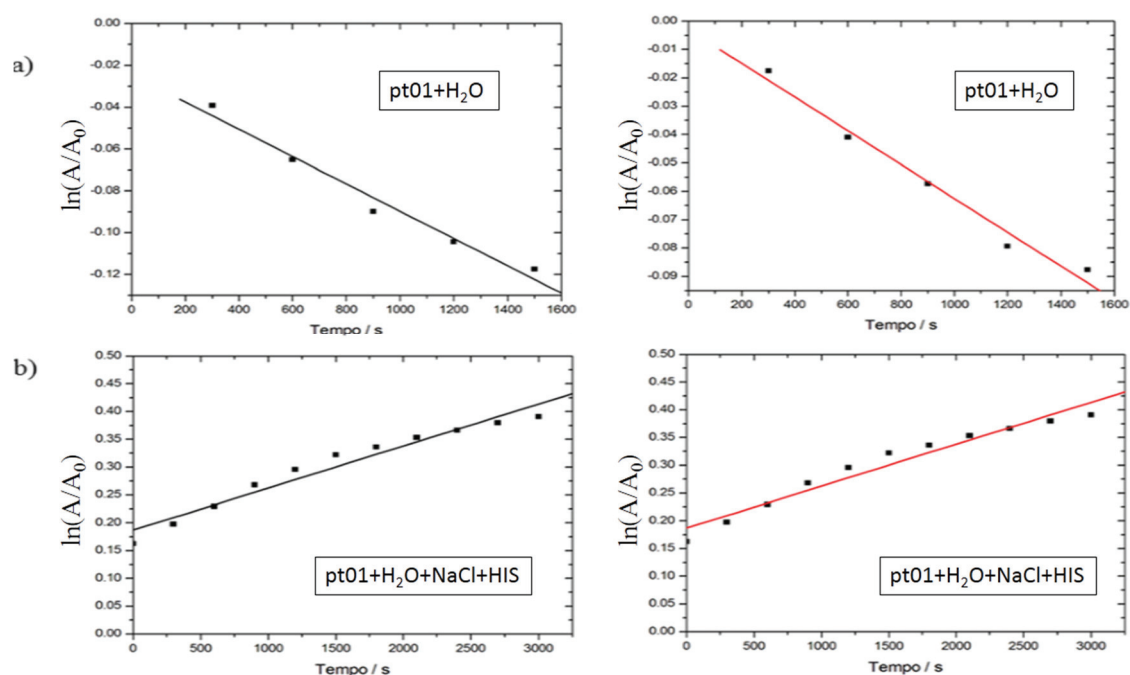 a)
ln(A/A₀)
0.00
-0.02
-0.04
-0.06
-0.08
-0.10
-0.12
pt01+H₂O
0 200 400 600 800 1000 1200 1400 1600
Tempo / s
ln(A/A₀)
0.00
-0.01
-0.02
-0.03
-0.04
-0.05
-0.06
-0.07
-0.08
-0.09
pt01+H₂O
0 200 400 600 800 1000 1200 1400 1600
Tempo / s
b)
ln(A/A₀)
0.50
0.45
0.40
0.35
0.30
0.25
0.20
0.15
0.10
0.05
0.00
pt01+H₂O+NaCl+HIS
0 500 1000 1500 2000 2500 3000
Tempo / s
ln(A/A₀)
0.50
0.45
0.40
0.35
0.30
0.25
0.20
0.15
0.10
0.05
0.00
pt01+H₂O+NaCl+HIS
0 500 1000 1500 2000 2500 3000
Tempo / s